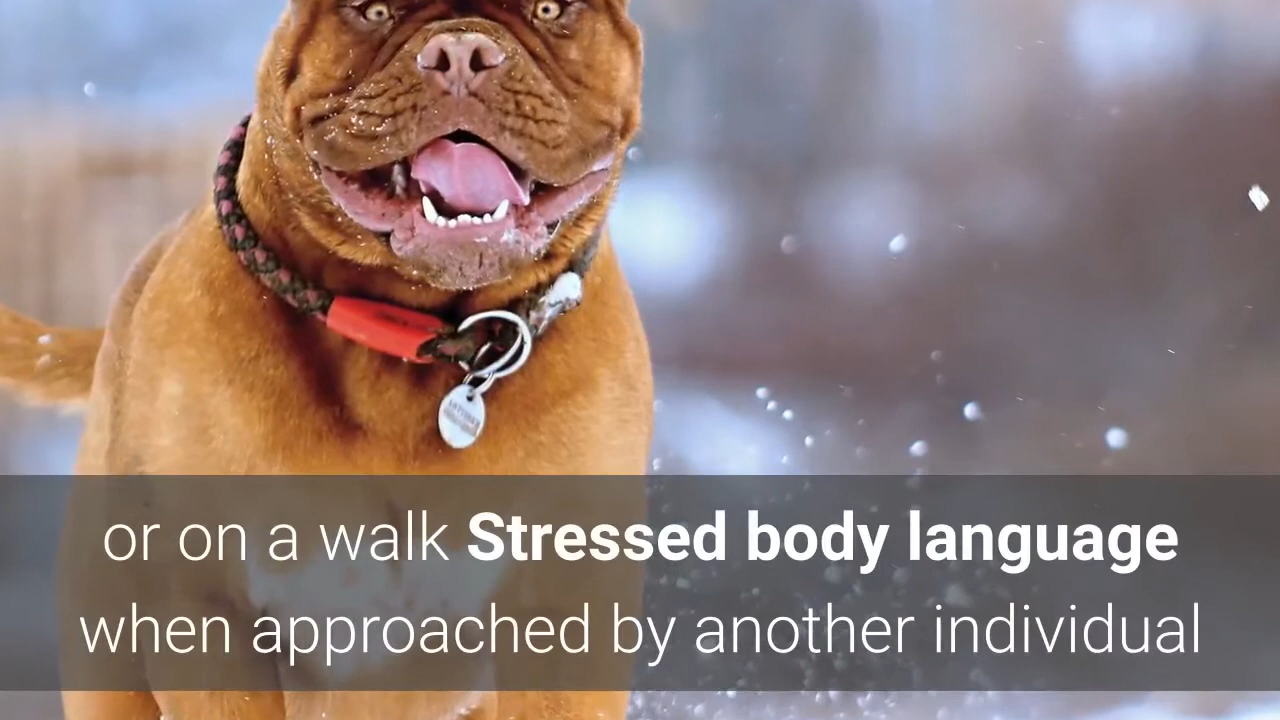 or on a walk Stressed body language
when approached by another individual